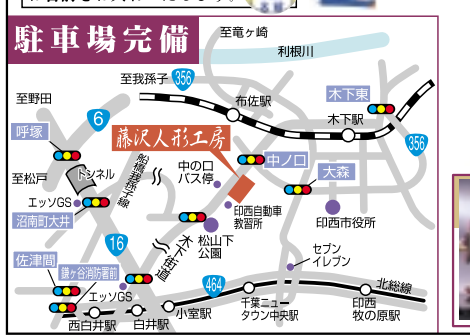 駐車場完備
至竜ヶ崎
利根川
至我孫子
356
至野田
6
布佐駅
木下東
木下駅
呼塚
藤沢人形工房
356
船橋我孫子線
中の口
バス停
中ノ口
大森
至松戸
トンネル
エッソGS
沼南町大井
印西自動車
教習所
印西市役所
16
木下街道
松山下
公園
セブン
イレブン
佐津間
鎌ヶ谷消防署前
464
エッソGS
北総線
西白井駅
白井駅
小室駅
千葉ニュー
タウン中央駅
印西
牧の原駅